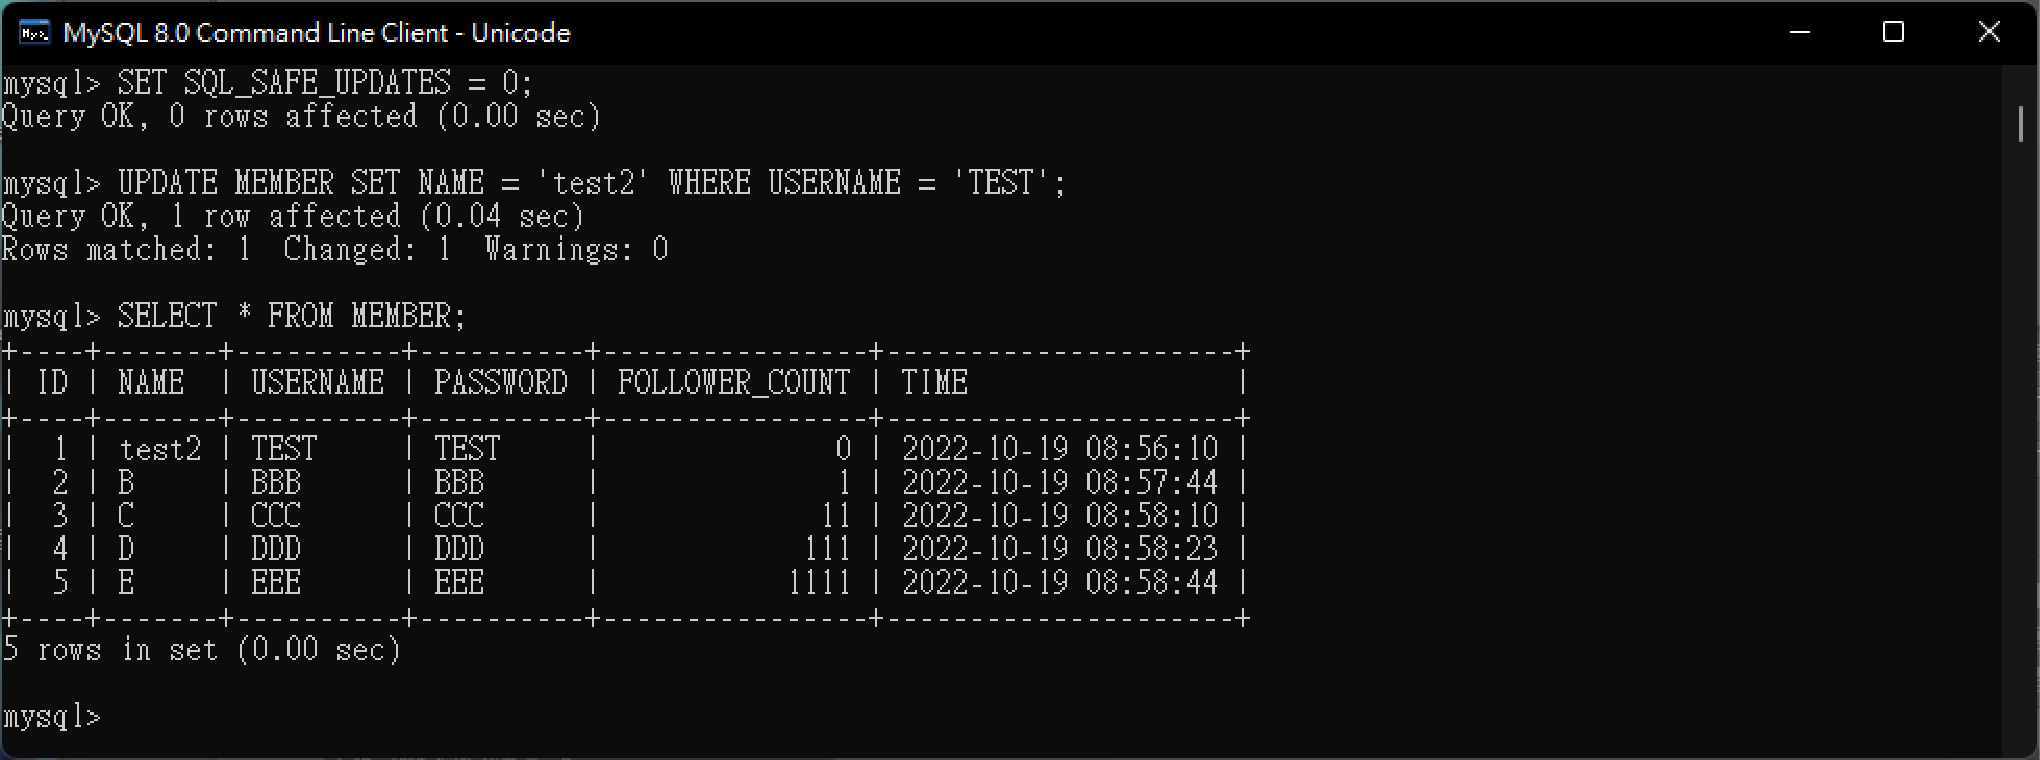 MySQL 8.0 Command Line Client - Unicode
mysql> SET SQL_SAFE_UPDATES = 0;
Query OK, 0 rows affected (0.00 sec)
mysql> UPDATE MEMBER SET NAME = 'test2' WHERE USERNAME = 'TEST';
Query OK, 1 row affected (0.04 sec)
Rows matched: 1  Changed: 1  Warnings: 0
mysql> SELECT * FROM MEMBER;
+----+-------+----------+----------+----------------+---------------------+
| ID | NAME  | USERNAME | PASSWORD | FOLLOWER_COUNT | TIME                |
+----+-------+----------+----------+----------------+---------------------+
|  1 | test2 | TEST     | TEST     |              0 | 2022-10-19 08:56:10 |
|  2 | B     | BBB      | BBB      |              1 | 2022-10-19 08:57:44 |
|  3 | C     | CCC      | CCC      |             11 | 2022-10-19 08:58:10 |
|  4 | D     | DDD      | DDD      |            111 | 2022-10-19 08:58:23 |
|  5 | E     | EEE      | EEE      |           1111 | 2022-10-19 08:58:44 |
+----+-------+----------+----------+----------------+---------------------+
5 rows in set (0.00 sec)
mysql>